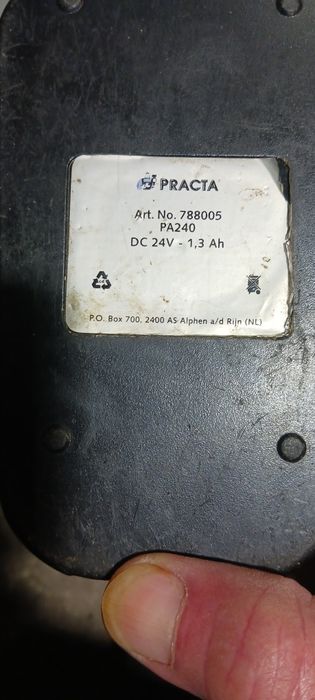 PRACTA
Art. No. 788005
PA240
DC 24V - 1,3 Ah
P.O. Box 700, 2400 AS Alphen a/d Rijn (NL)